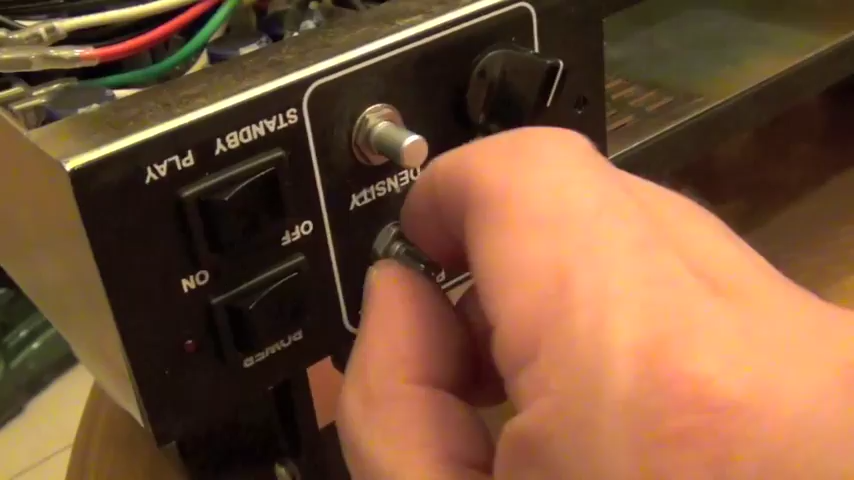 POWER
ON
OFF
DENSITY
PLAY
STANDBY